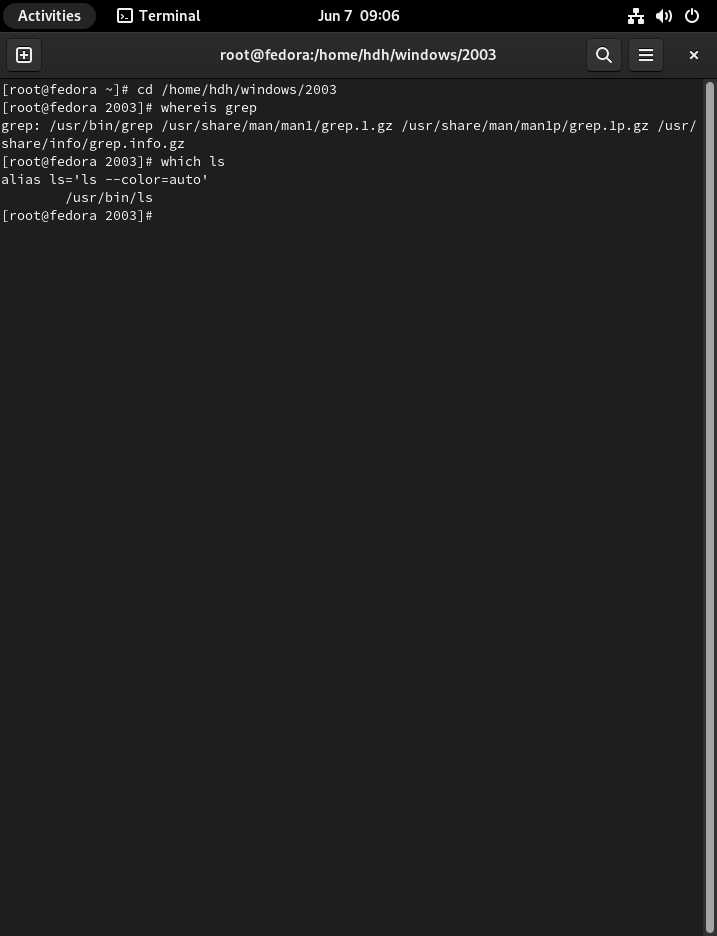 Activities Terminal Jun 7 09:06
root@fedora:/home/hdh/windows/2003
[root@fedora ~]# cd /home/hdh/windows/2003
[root@fedora 2003]# whereis grep
grep: /usr/bin/grep /usr/share/man/man1/grep.1.gz /usr/share/man/man1p/grep.1p.gz /usr/
share/info/grep.info.gz
[root@fedora 2003]# which ls
alias ls='ls --color=auto'
        /usr/bin/ls
[root@fedora 2003]#